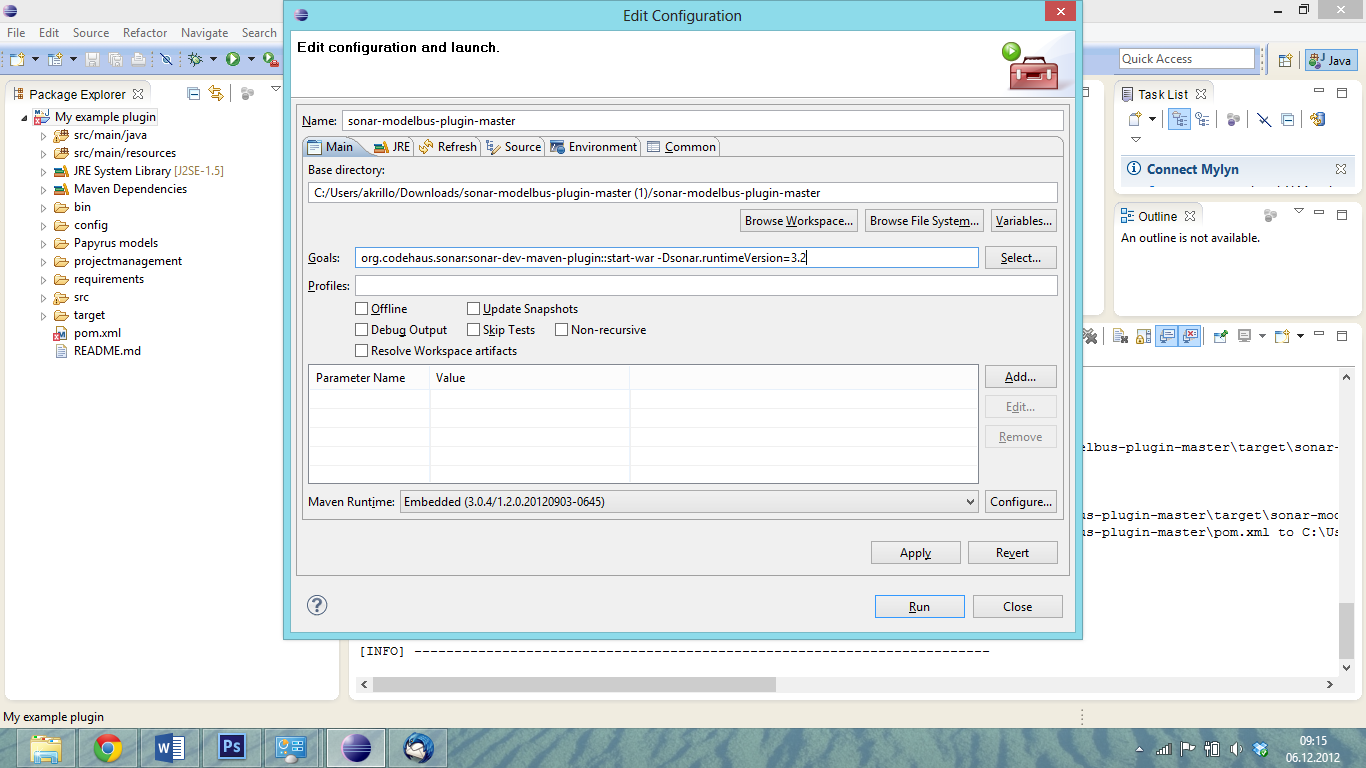 Edit Configuration
File Edit Source Refactor Navigate Search
Edit configuration and launch.
Quick Access
Java
Package Explorer
My example plugin
src/main/java
src/main/resources
JRE System Library [J2SE-1.5]
Maven Dependencies
bin
config
Papyrus models
projectmanagement
requirements
src
target
pom.xml
README.md
Name: sonar-modelbus-plugin-master
Main JRE Refresh Source Environment Common
Base directory:
C:/Users/akrillo/Downloads/sonar-modelbus-plugin-master (1)/sonar-modelbus-plugin-master
Browse Workspace... Browse File System... Variables...
Goals: org.codehaus.sonar:sonar-dev-maven-plugin::start-war -Dsonar.runtimeVersion=3.2 Select...
Profiles:
Offline Update Snapshots
Debug Output Skip Tests Non-recursive
Resolve Workspace artifacts
Parameter Name Value
Add...
Edit...
Remove
Maven Runtime: Embedded (3.0.4/1.2.0.20120903-0645) Configure...
Apply Revert
Run Close
Task List
Connect Mylyn
Outline
An outline is not available.
lbus-plugin-master\target\sonar-
s-plugin-master\target\sonar-mod
s-plugin-master\pom.xml to C:\Us
[INFO] ------------------------------------------------------------------------
My example plugin
Ps
09:15
06.12.2012